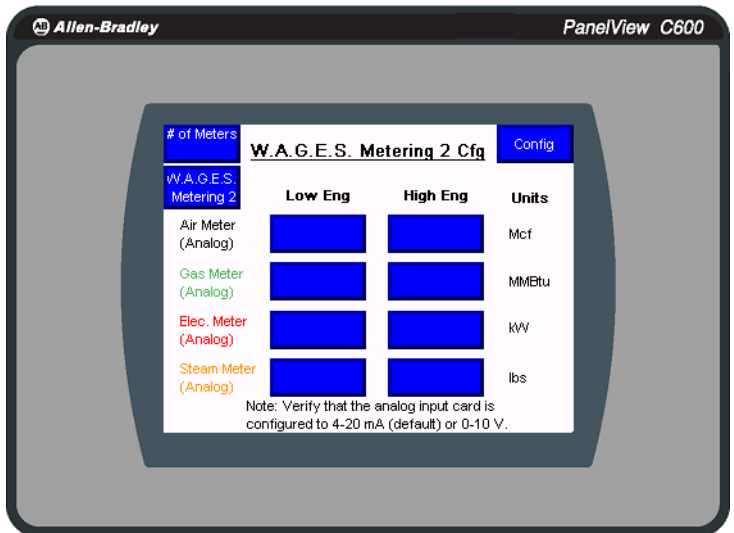 AB Allen-Bradley
PanelView C600
# of Meters
W.A.G.E.S. Metering 2 Cfg
Config
W.A.G.E.S.
Metering 2
Low Eng
High Eng
Units
Air Meter
(Analog)
Mcf
Gas Meter
(Analog)
MMBtu
Elec. Meter
(Analog)
kW
Steam Meter
(Analog)
lbs
Note: Verify that the analog input card is
configured to 4-20 mA (default) or 0-10 V.